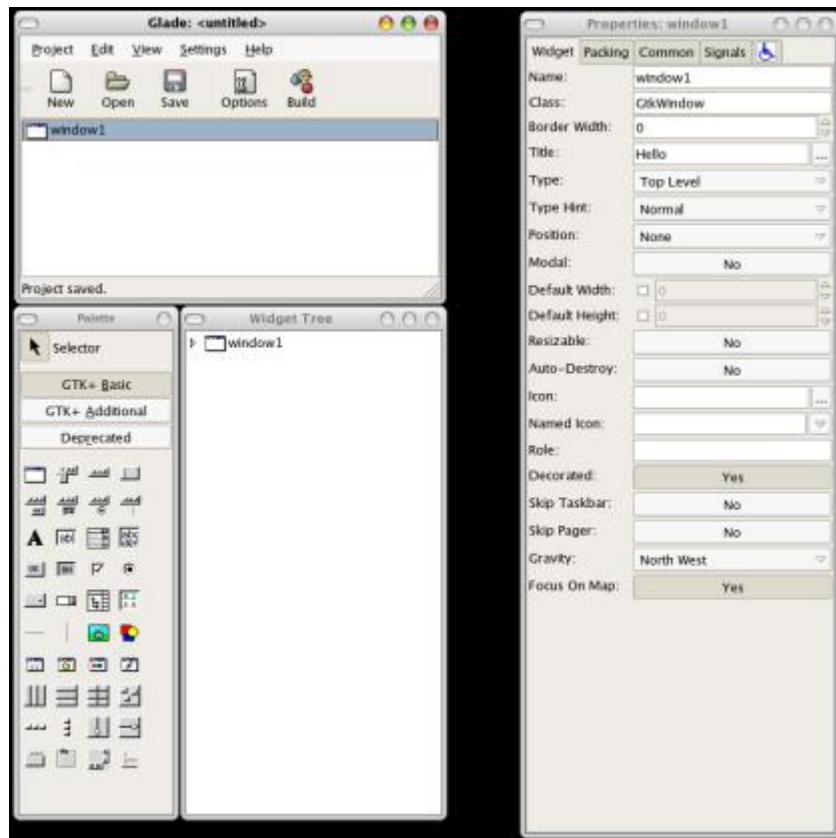 Glade: <untitled>
Project Edit View Settings Help
New Open Save Options Build
window1
Project saved.
Palette
Selector
GTK+ Basic
GTK+ Additional
Deprecated
Widget Tree
window1
Properties: window1
Widget Packing Common Signals
Name: window1
Class: GtkWindow
Border Width: 0
Title: Hello ...
Type: Top Level
Type Hint: Normal
Position: None
Modal: No
Default Width: 0
Default Height: 0
Resizable: No
Auto-Destroy: No
Icon: ...
Named Icon:
Role:
Decorated: Yes
Skip Taskbar: No
Skip Pager: No
Gravity: North West
Focus On Map: Yes